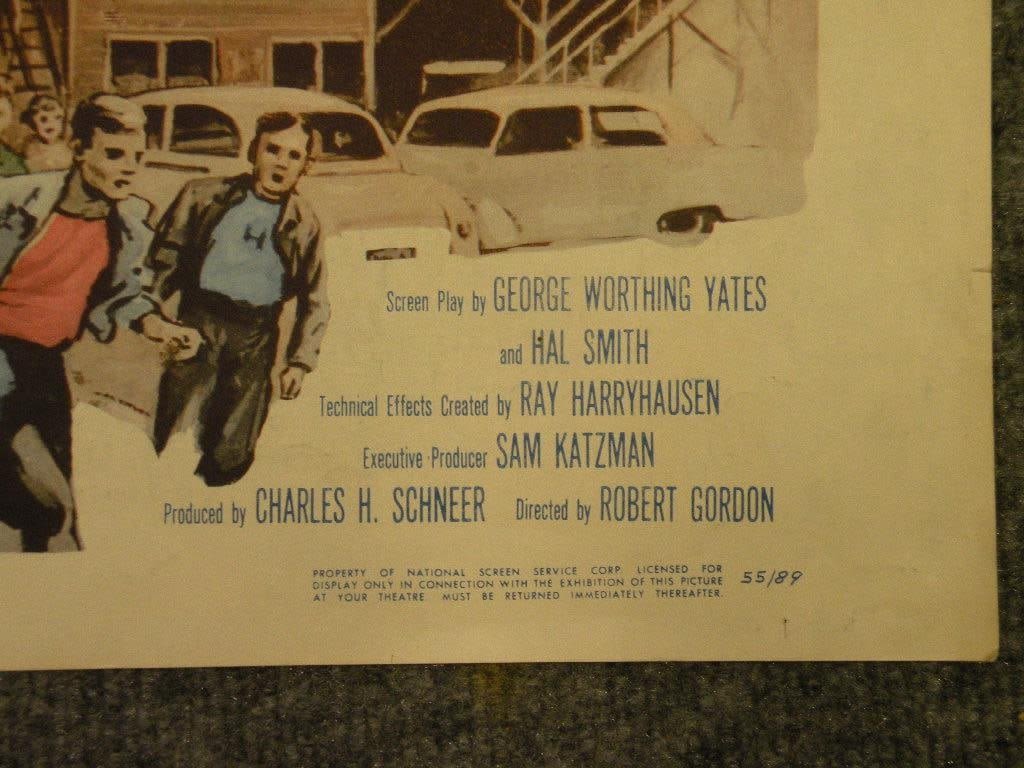 Screen Play by GEORGE WORTHING YATES
and HAL SMITH
Technical Effects Created by RAY HARRYHAUSEN
Executive Producer SAM KATZMAN
Produced by CHARLES H. SCHNEER Directed by ROBERT GORDON
PROPERTY OF NATIONAL SCREEN SERVICE CORP. LICENSED FOR
DISPLAY ONLY IN CONNECTION WITH THE EXHIBITION OF THIS PICTURE
AT YOUR THEATRE. MUST BE RETURNED IMMEDIATELY THEREAFTER.
55/89